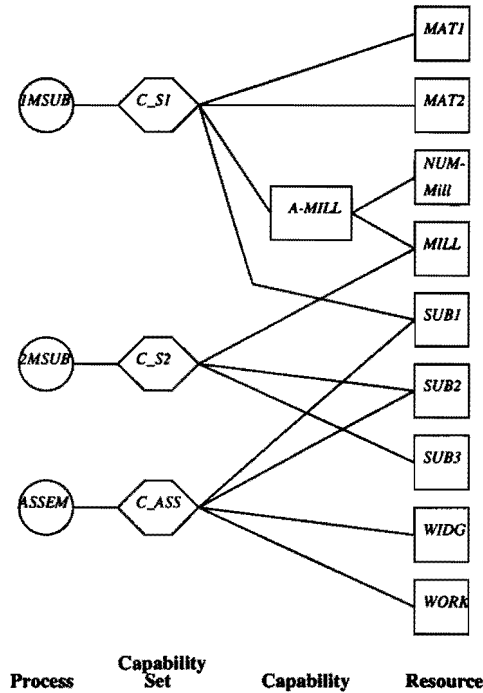 MAT1
1MSUB C_S1 MAT2
NUM-
Mill
A-MILL
MILL
SUB1
2MSUB C_S2
SUB2
SUB3
ASSEM C_ASS
WIDG
WORK
Process Capability Set Capability Resource